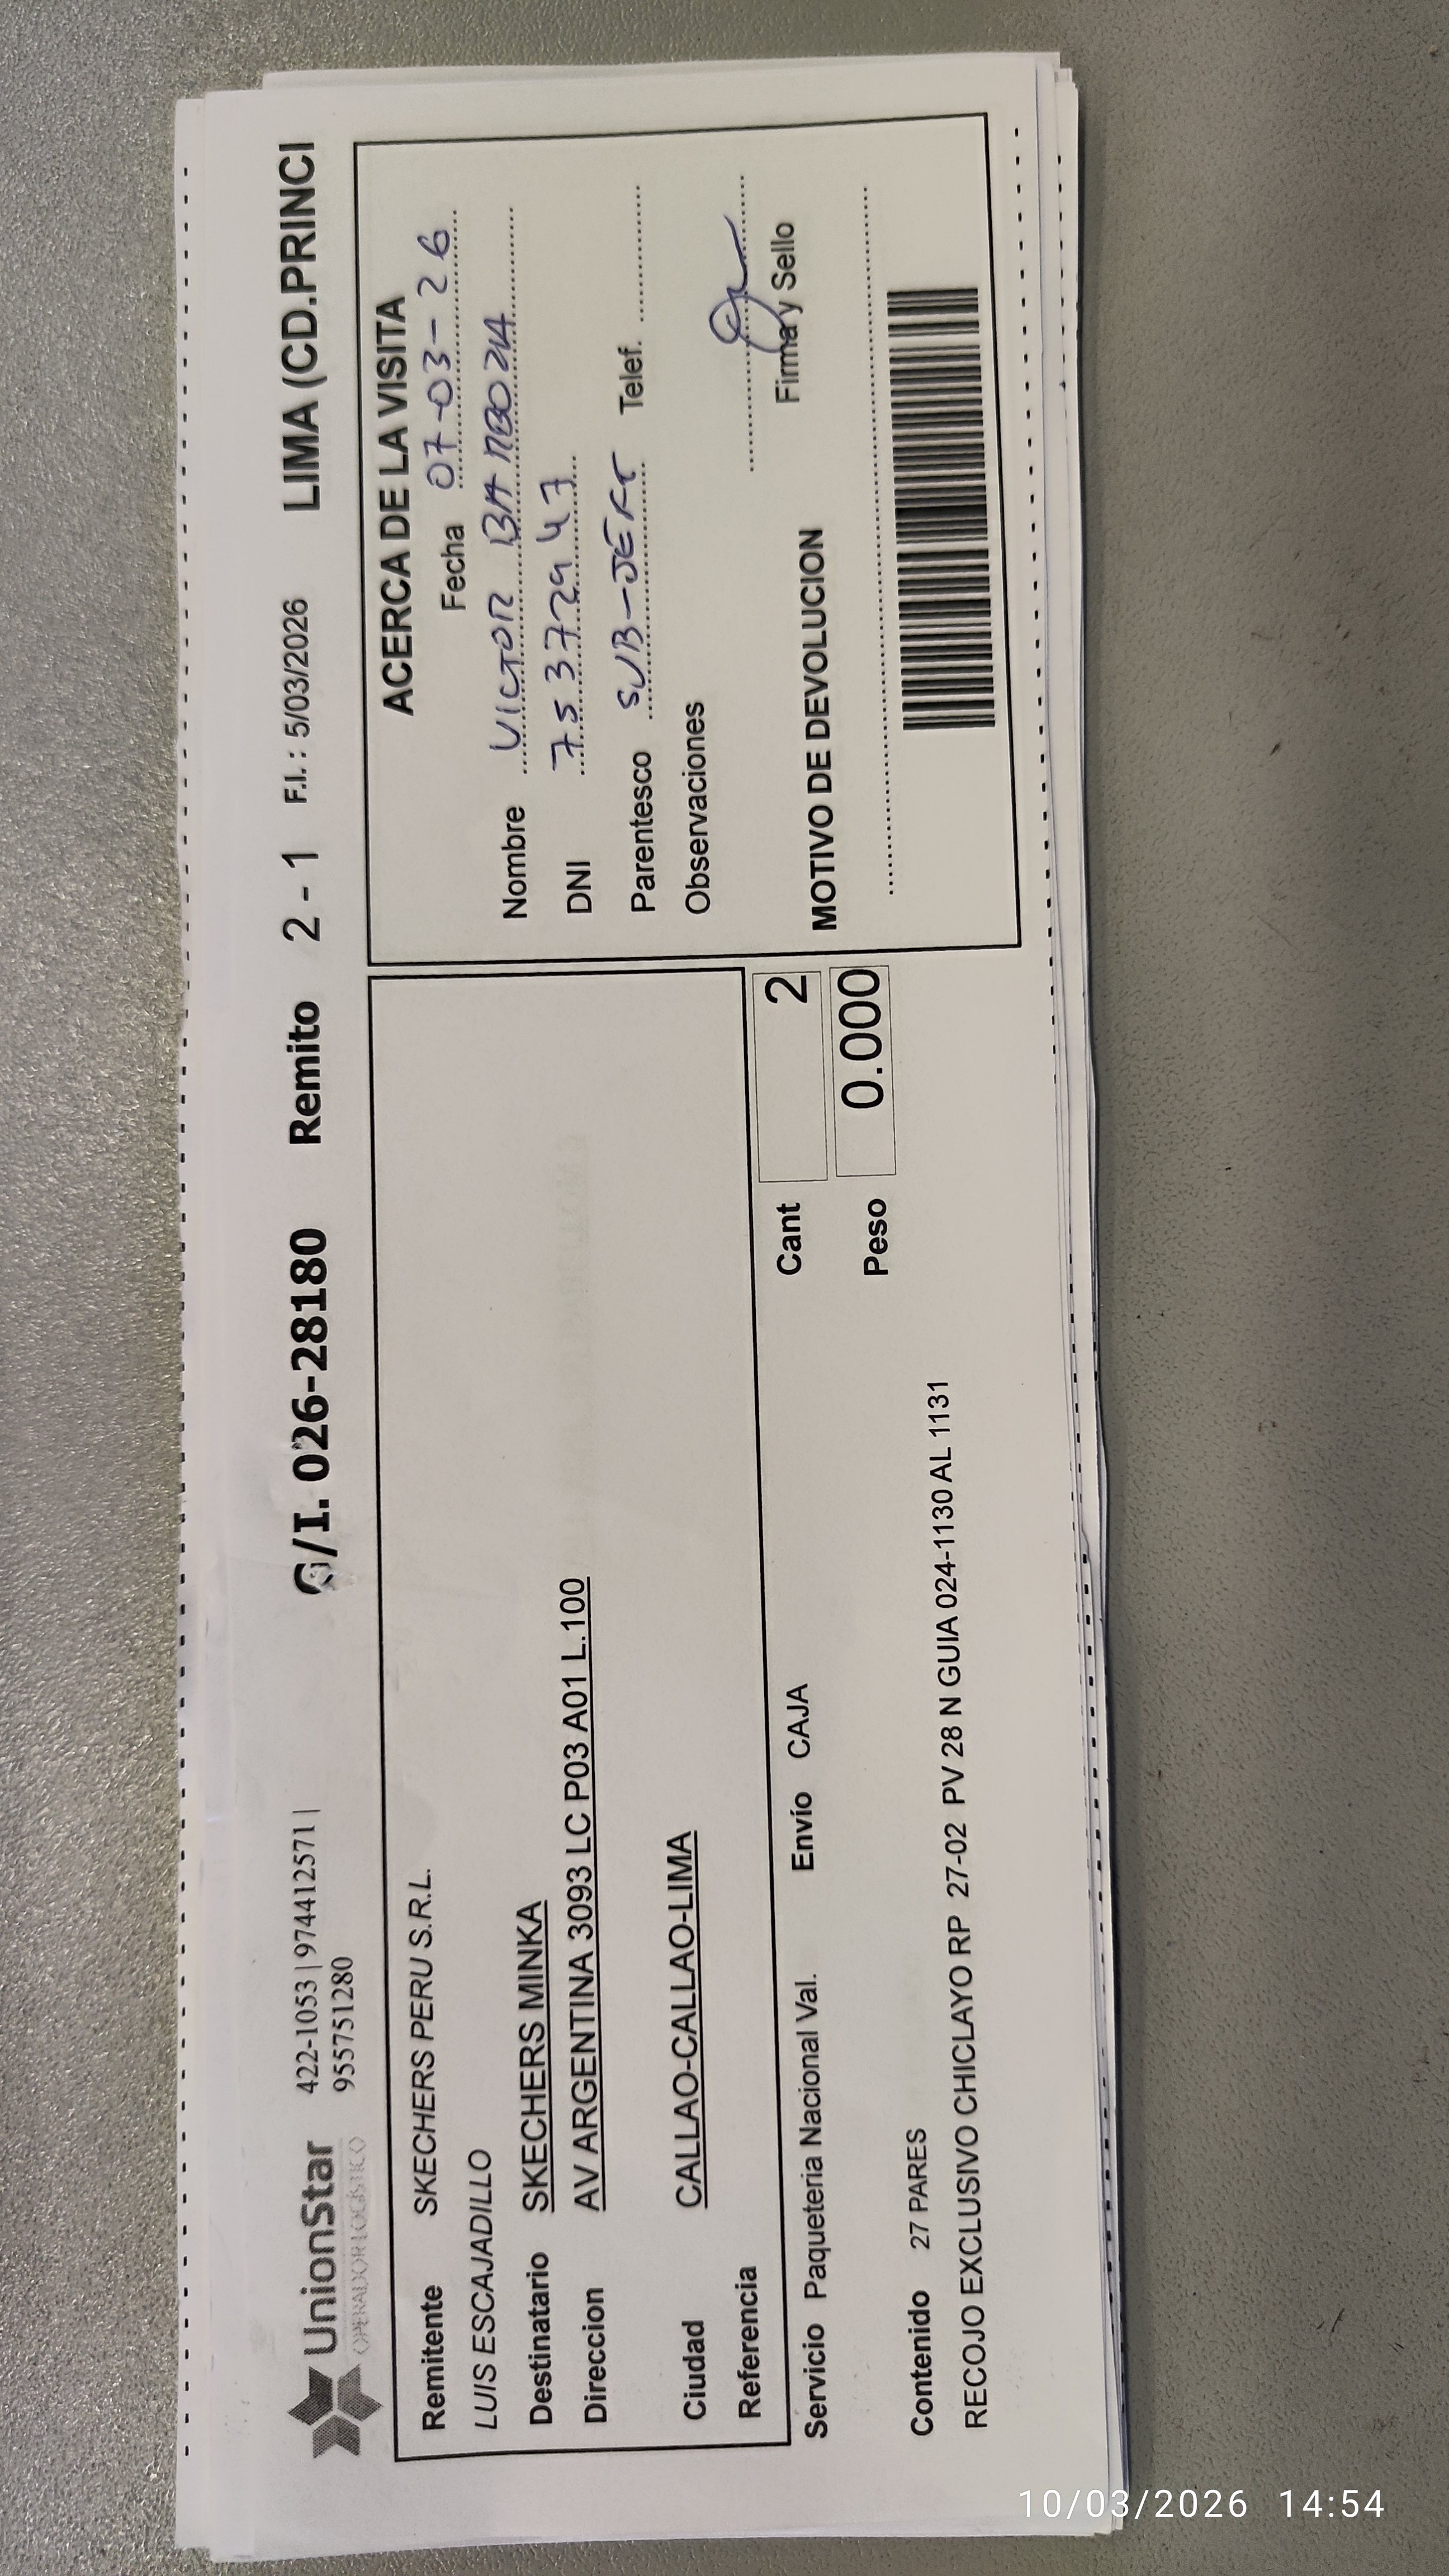 UnionStar
OPERADOR LOGISTICO
422-1053 | 974412571 |
955751280
G/I. 026-28180 Remito 2 - 1 F.I. : 5/03/2026 LIMA (CD.PRINCI
Remitente SKECHERS PERU S.R.L.
LUIS ESCAJADILLO
Destinatario SKECHERS MINKA
Direccion AV ARGENTINA 3093 LC P03 A01 L.100
Ciudad CALLAO-CALLAO-LIMA
Referencia
Servicio Paqueteria Nacional Val. Envío CAJA
Cant 2
Peso 0.000
Contenido 27 PARES
RECOJO EXCLUSIVO CHICLAYO RP 27-02 PV 28 N GUIA 024-1130 AL 1131
ACERCA DE LA VISITA
Fecha 07-03-26
Nombre VICTOR
DNI 75372947
Parentesco SUB-JEFE Telef.
Observaciones
Firma y Sello
MOTIVO DE DEVOLUCION
10/03/2026 14:54